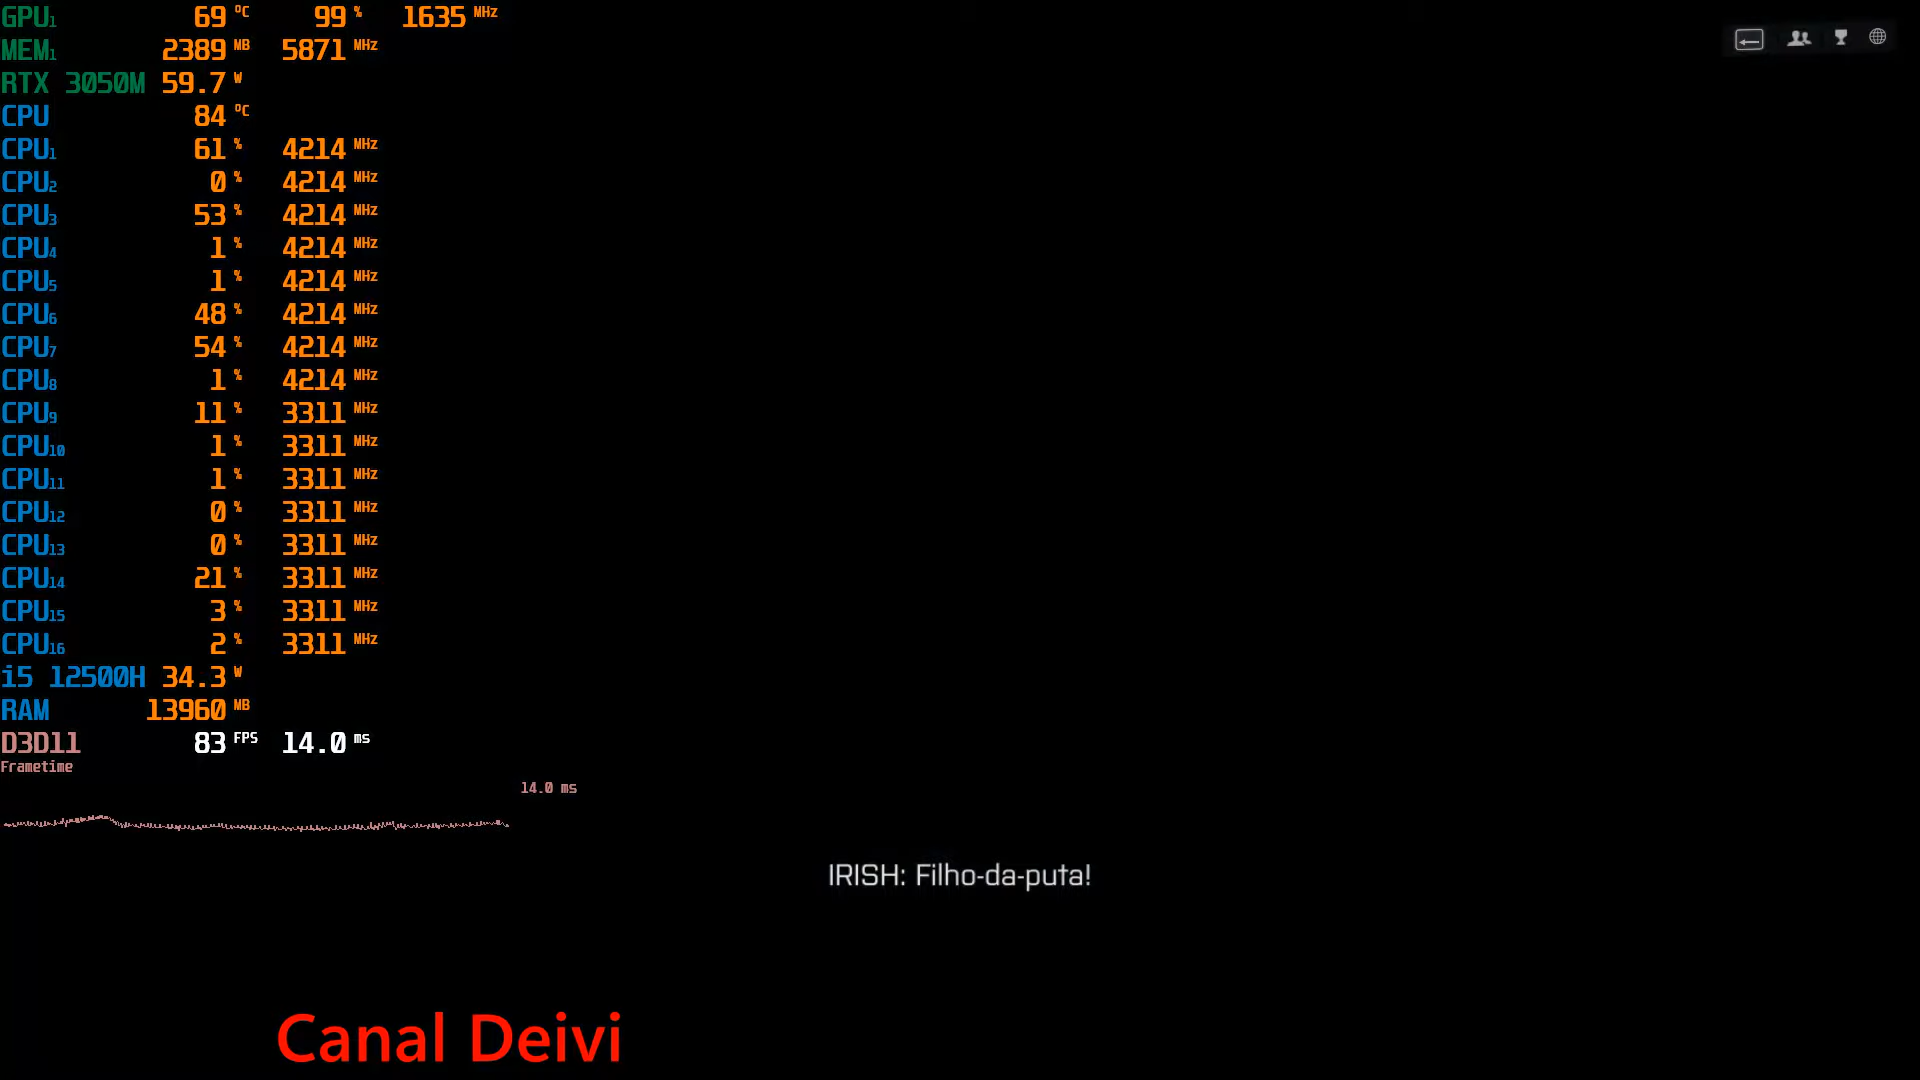 GPU1 69 °C 99 % 1635 MHz
MEM1 2389 MB 5871 MHz
RTX 3050M 59.7 W
CPU 84 °C
CPU1 61 % 4214 MHz
CPU2 0 % 4214 MHz
CPU3 53 % 4214 MHz
CPU4 1 % 4214 MHz
CPU5 1 % 4214 MHz
CPU6 48 % 4214 MHz
CPU7 54 % 4214 MHz
CPU8 1 % 4214 MHz
CPU9 11 % 3311 MHz
CPU10 1 % 3311 MHz
CPU11 1 % 3311 MHz
CPU12 0 % 3311 MHz
CPU13 0 % 3311 MHz
CPU14 21 % 3311 MHz
CPU15 3 % 3311 MHz
CPU16 2 % 3311 MHz
i5 12500H 34.3 W
RAM 13960 MB
D3D11 83 FPS 14.0 ms
Frametime
14.0 ms
IRISH: Filho-da-puta!
Canal Deivi